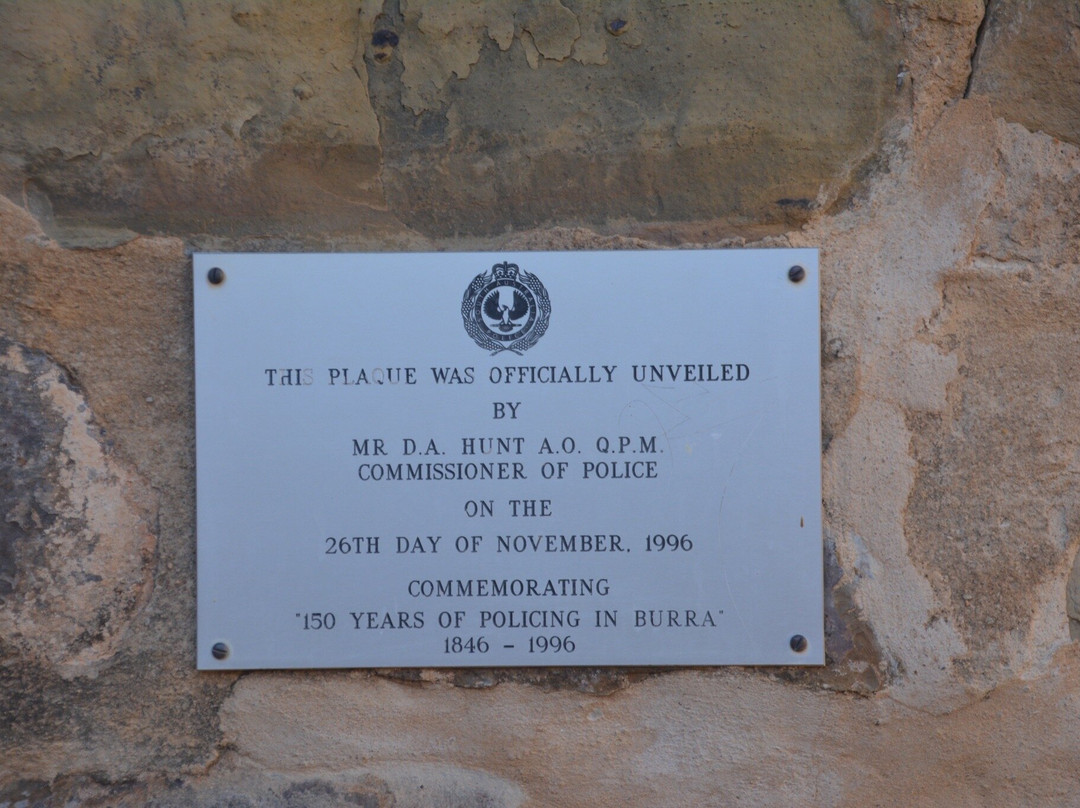 THIS PLAQUE WAS OFFICIALLY UNVEILED
BY
MR D.A. HUNT A.O. Q.P.M.
COMMISSIONER OF POLICE
ON THE
26TH DAY OF NOVEMBER, 1996
COMMEMORATING
"150 YEARS OF POLICING IN BURRA"
1846 - 1996